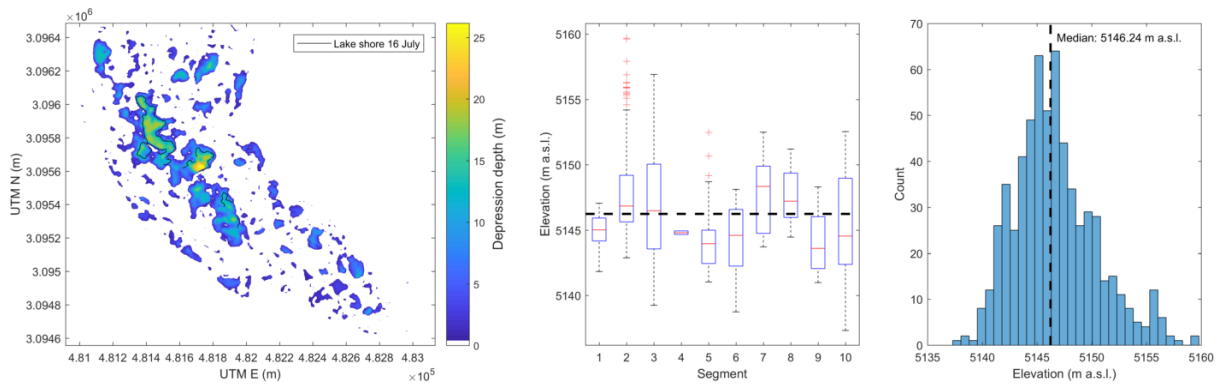 × 10⁶
3.0964
3.0962
3.096
3.0958
3.0956
3.0954
3.0952
3.095
3.0948
3.0946
UTM N (m)
4.81 4.812 4.814 4.816 4.818 4.82 4.822 4.824 4.826 4.828 4.83
UTM E (m)
× 10⁵
Lake shore 16 July
25
20
15
10
5
0
Depression depth (m)
5160
5155
5150
5145
5140
Elevation (m a.s.l.)
1 2 3 4 5 6 7 8 9 10
Segment
70
60
50
40
30
20
10
0
Count
Median: 5146.24 m a.s.l.
5135 5140 5145 5150 5155 5160
Elevation (m a.s.l.)